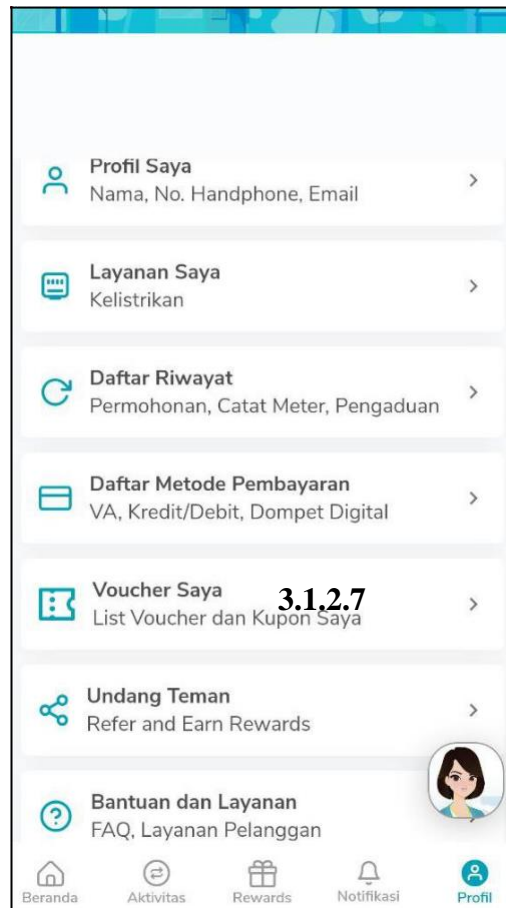 Profil Saya
Nama, No. Handphone, Email
Layanan Saya
Kelistrikan
Daftar Riwayat
Permohonan, Catat Meter, Pengaduan
Daftar Metode Pembayaran
VA, Kredit/Debit, Dompet Digital
Voucher Saya
3.1.2.7
List Voucher dan Kupon Saya
Undang Teman
Refer and Earn Rewards
Bantuan dan Layanan
FAQ, Layanan Pelanggan
Beranda Aktivitas Rewards Notifikasi Profil